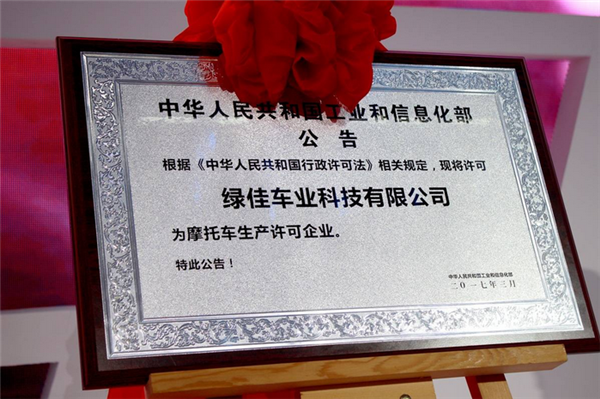 中华人民共和国工业和信息化部
公告
根据《中华人民共和国行政许可法》相关规定，现将许可
绿佳车业科技有限公司
为摩托车生产许可企业。
特此公告！
中华人民共和国工业和信息化部
二〇一七年三月